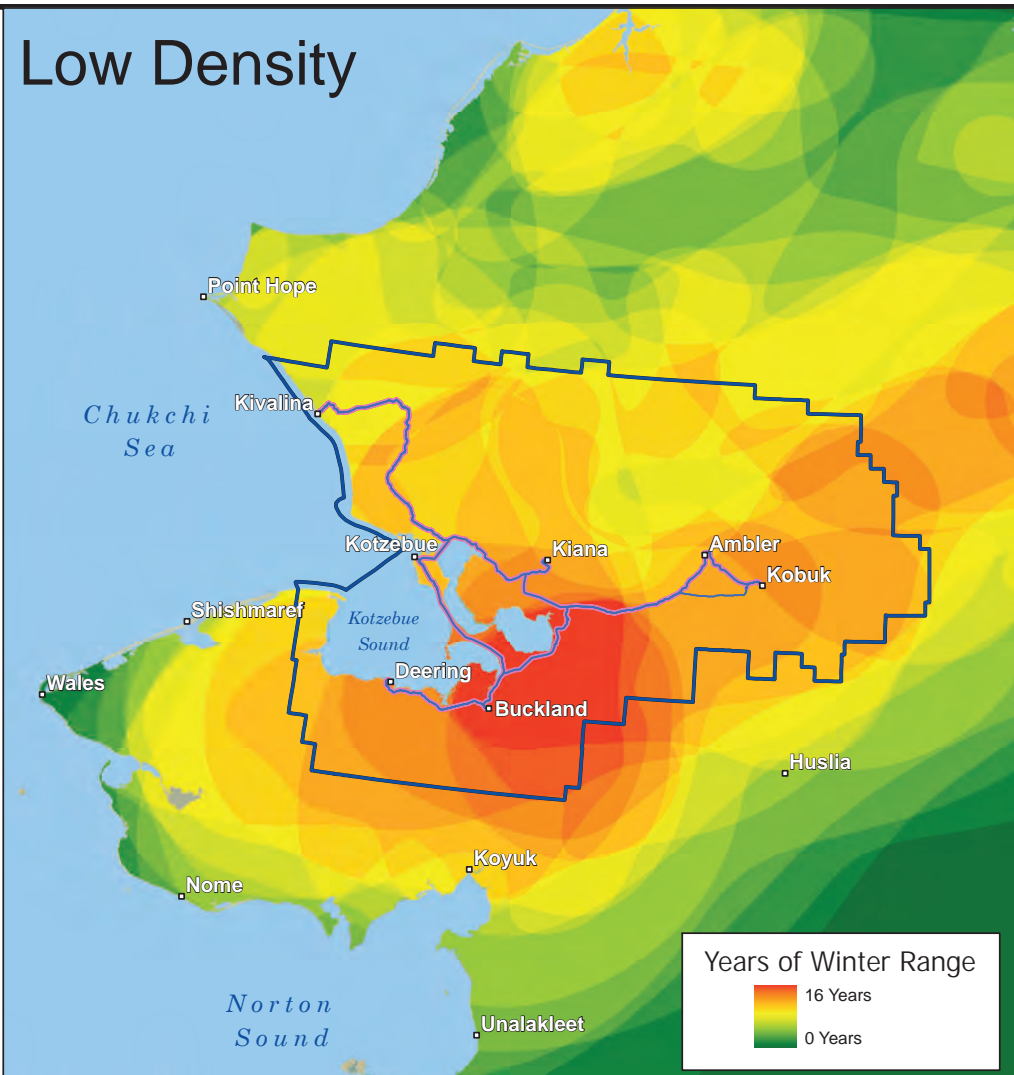 Low Density
Point Hope
Chukchi
Sea
Kivalina
Kotzebue
Kiana
Ambler
Kobuk
Shishmaref
Kotzebue
Sound
Deering
Wales
Buckland
Huslia
Koyuk
Nome
Norton
Sound
Unalakleet
Years of Winter Range
16 Years
0 Years